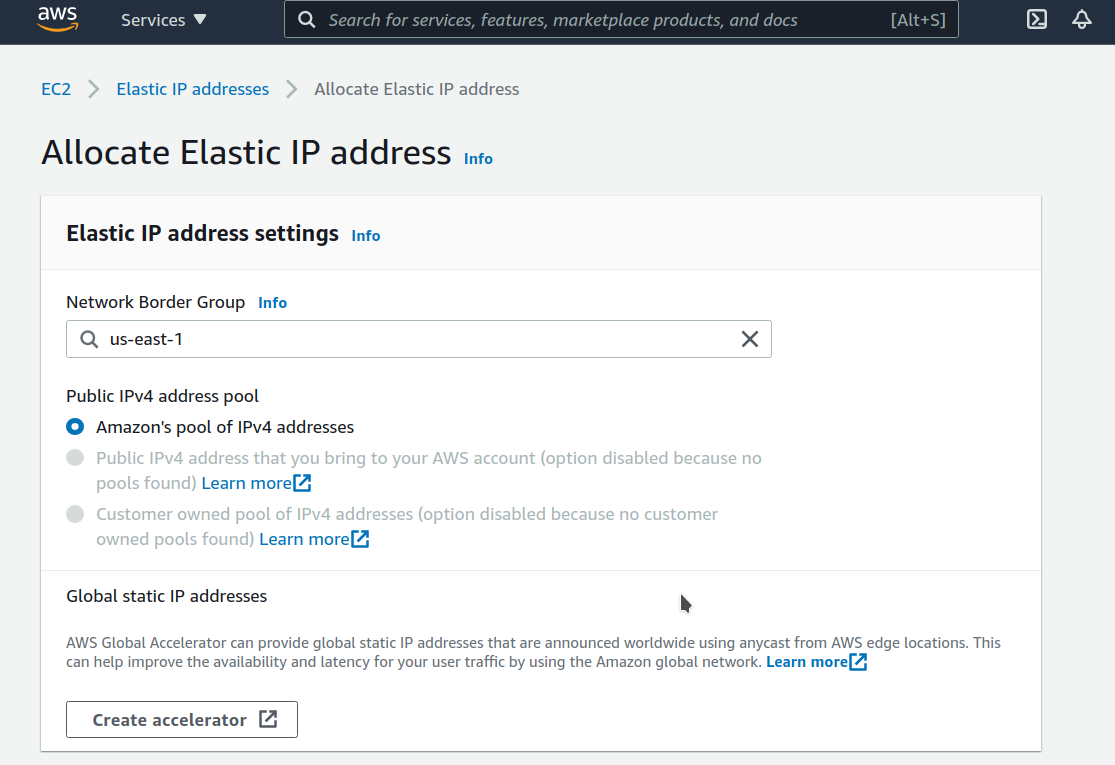 aws Services Search for services, features, marketplace products, and docs [Alt+S]
EC2 Elastic IP addresses Allocate Elastic IP address
Allocate Elastic IP address Info
Elastic IP address settings Info
Network Border Group Info
us-east-1
Public IPv4 address pool
Amazon's pool of IPv4 addresses
Public IPv4 address that you bring to your AWS account (option disabled because no
pools found) Learn more
Customer owned pool of IPv4 addresses (option disabled because no customer
owned pools found) Learn more
Global static IP addresses
AWS Global Accelerator can provide global static IP addresses that are announced worldwide using anycast from AWS edge locations. This
can help improve the availability and latency for your user traffic by using the Amazon global network. Learn more
Create accelerator